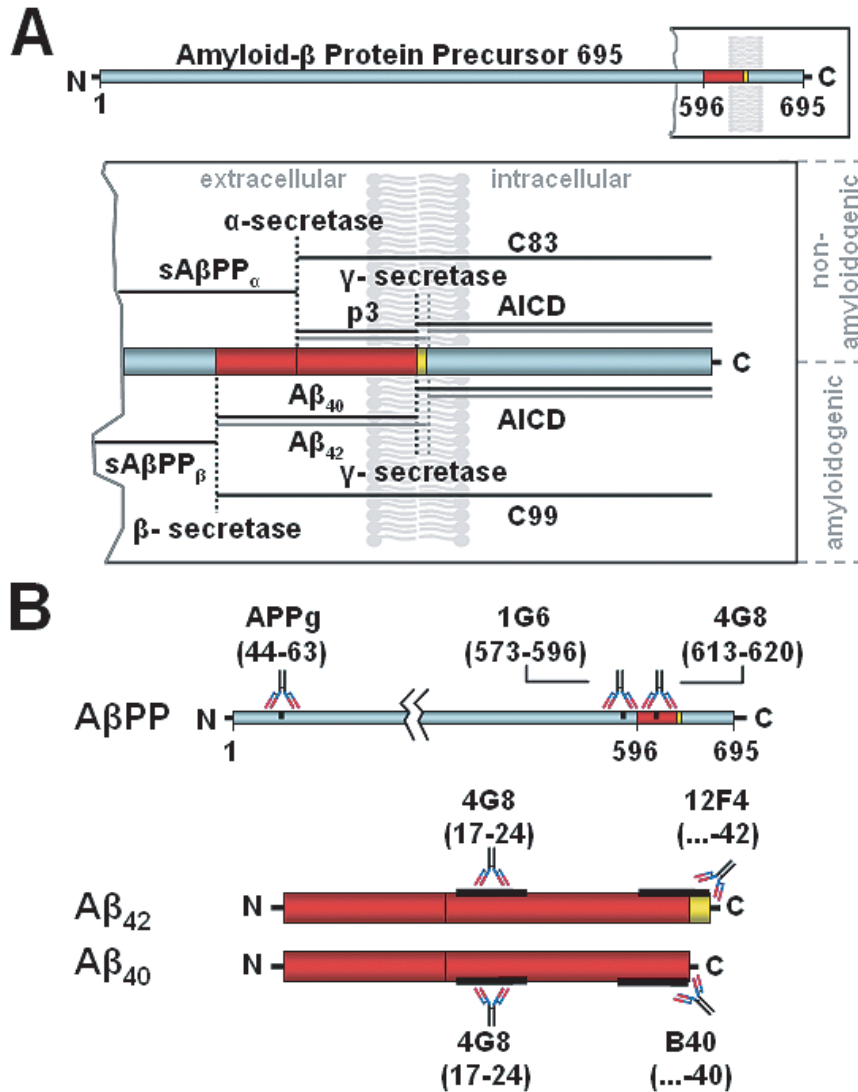 A
Amyloid-β Protein Precursor 695
N
C
1
596
695
extracellular
intracellular
α-secretase
C83
sAβPPα
γ- secretase
p3
AICD
C
Aβ40
AICD
Aβ42
sAβPPβ
γ- secretase
C99
β- secretase
non-
amyloidogenic
amyloidogenic
B
APPg
(44-63)
1G6
(573-596)
4G8
(613-620)
AβPP
N
C
1
596
695
4G8
(17-24)
12F4
(...-42)
Aβ42
N
C
Aβ40
N
C
4G8
(17-24)
B40
(...-40)